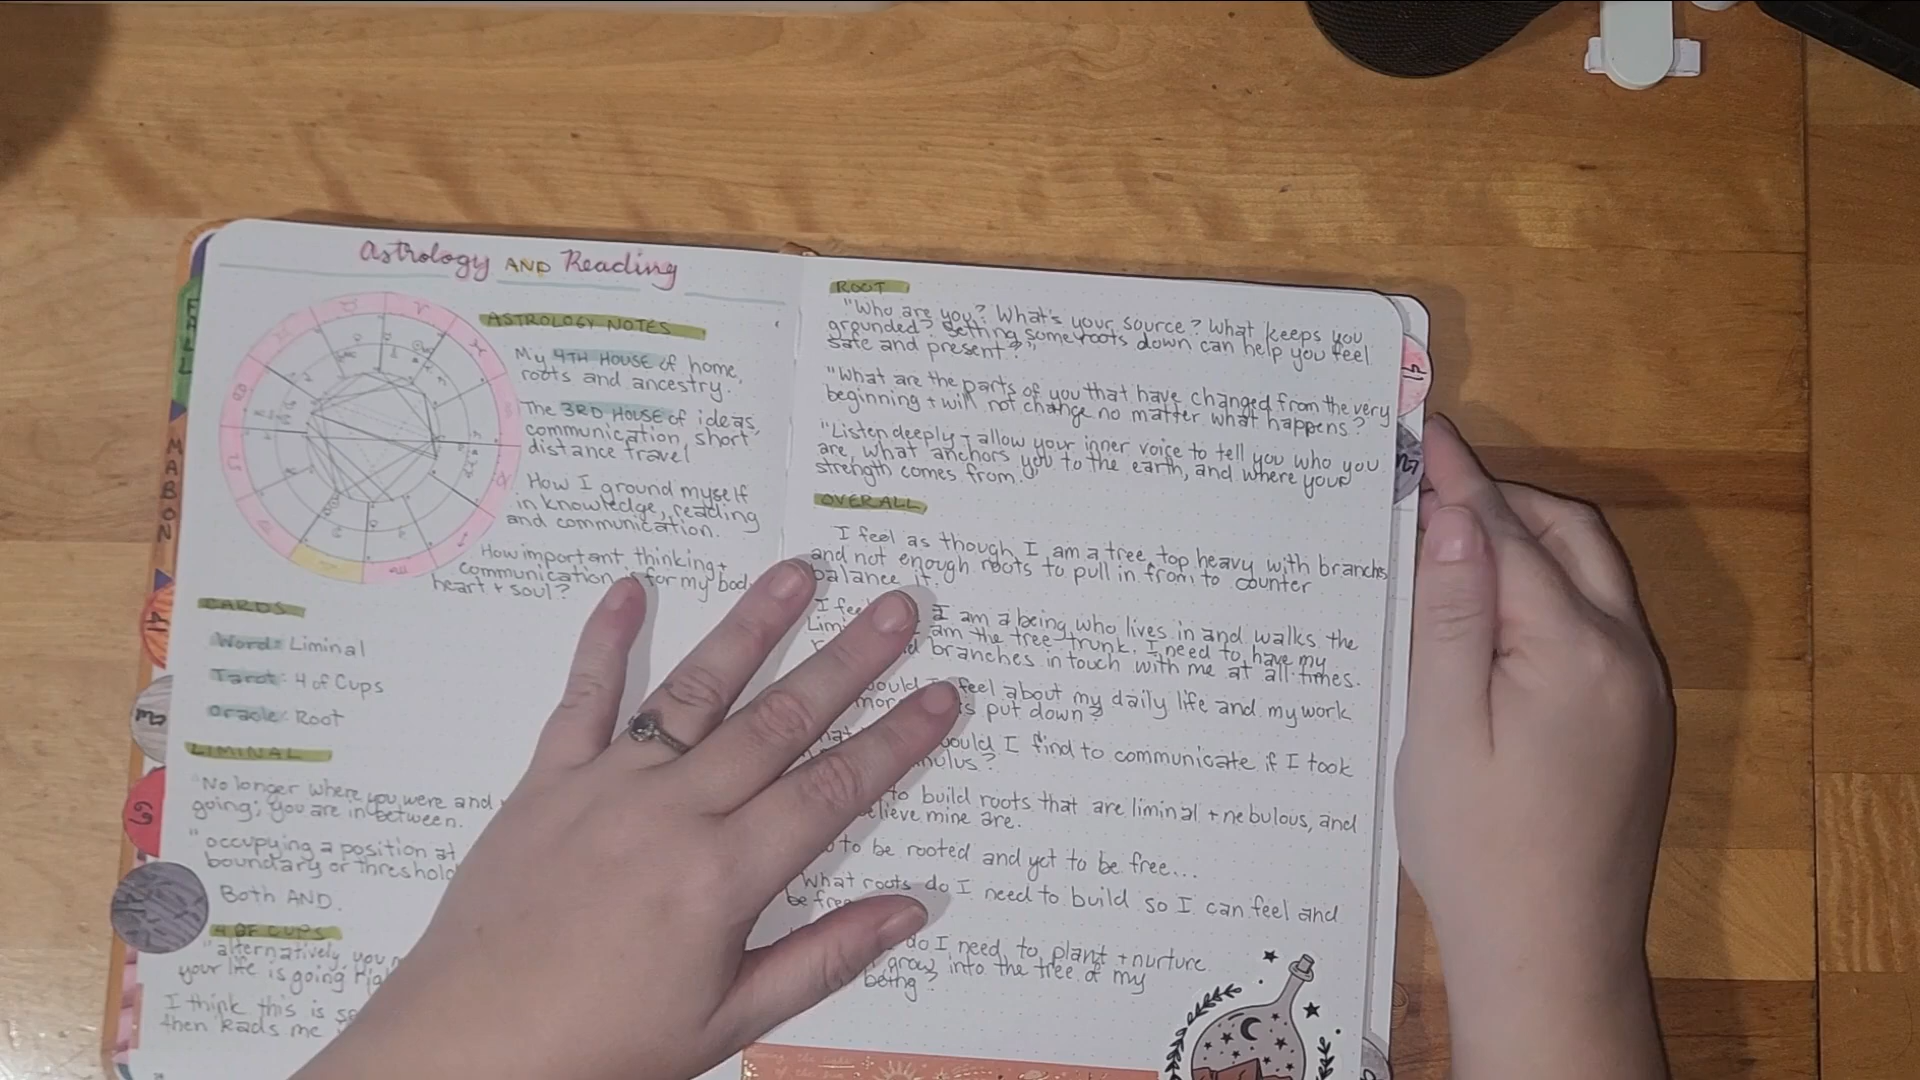 Astrology AND Reading
ASTROLOGY NOTES
My 4TH HOUSE of home,
roots and ancestry.
The 3RD HOUSE of ideas,
communication, short
distance travel
How I ground myself
in knowledge, reading
and communication.
How important thinking +
communication is for my body
heart + soul?
CARDS
Word: Liminal
Tarot: 4 of Cups
Oracle: Root
LIMINAL
"No longer where you were and
going; you are in between.
"occupying a position at
boundary or threshold
Both AND.
4 OF CUPS
"alternatively, you
your life is going
I think this is
then leads me
ROOT
"Who are you? What's your source? What keeps you
grounded? Setting some roots down can help you feel
safe and present?"
"What are the parts of you that have changed from the very
beginning + will not change no matter what happens?"
"Listen deeply - allow your inner voice to tell you who you
are, what anchors you to the earth, and where your
strength comes from."
OVERALL
I feel as though I am a tree, top heavy with branches
and not enough roots to pull in from to counter
balance it.
I I am a being who lives in and walks the
am the tree trunk. I need to have my
branches in touch with me at all times.
feel about my daily life and my work
put down?
I find to communicate if I took
to build roots that are liminal + nebulous, and
mine are.
to be rooted and yet to be free...
What roots do I need to build so I can feel and
be
do I need to plant + nurture
grow into the tree of my
being?
FALL
MABON